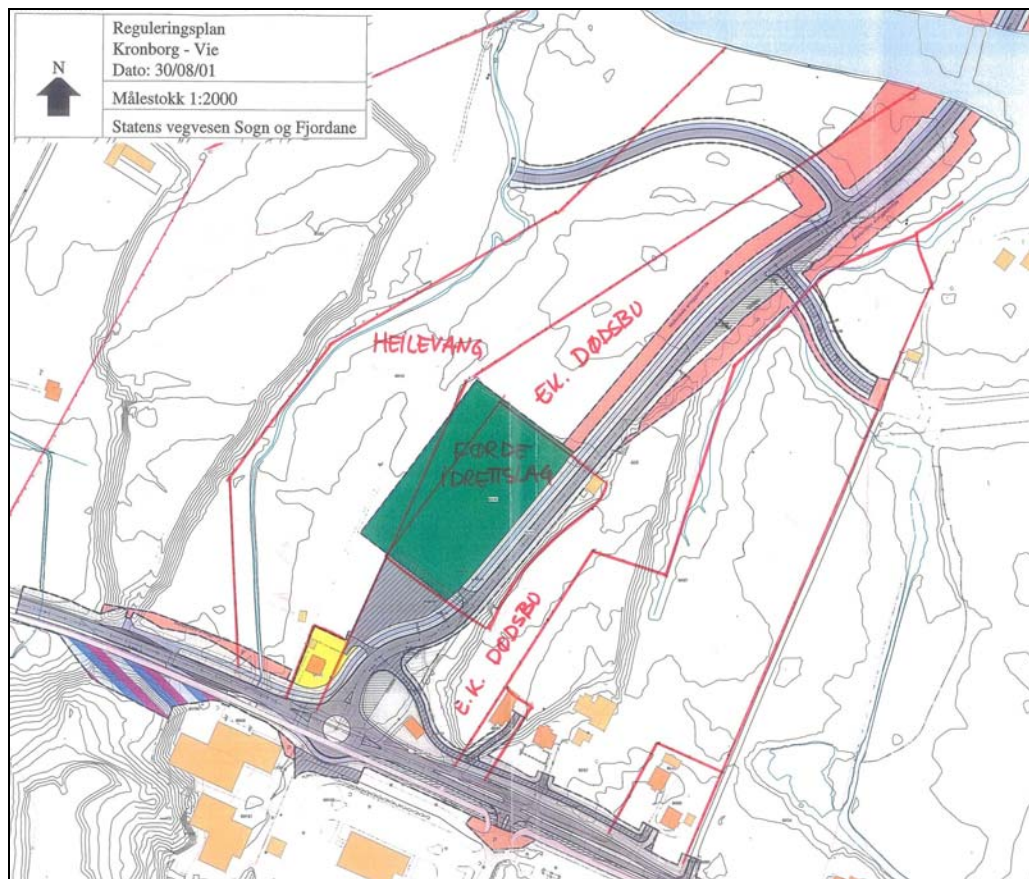 Reguleringsplan
Kronborg - Vie
Dato: 30/08/01
N
Målestokk 1:2000
Statens vegvesen Sogn og Fjordane
HEILEVANG
EK. DØDSBU
FØRDE
IDRETTSLAG
E.K. DØDSBU